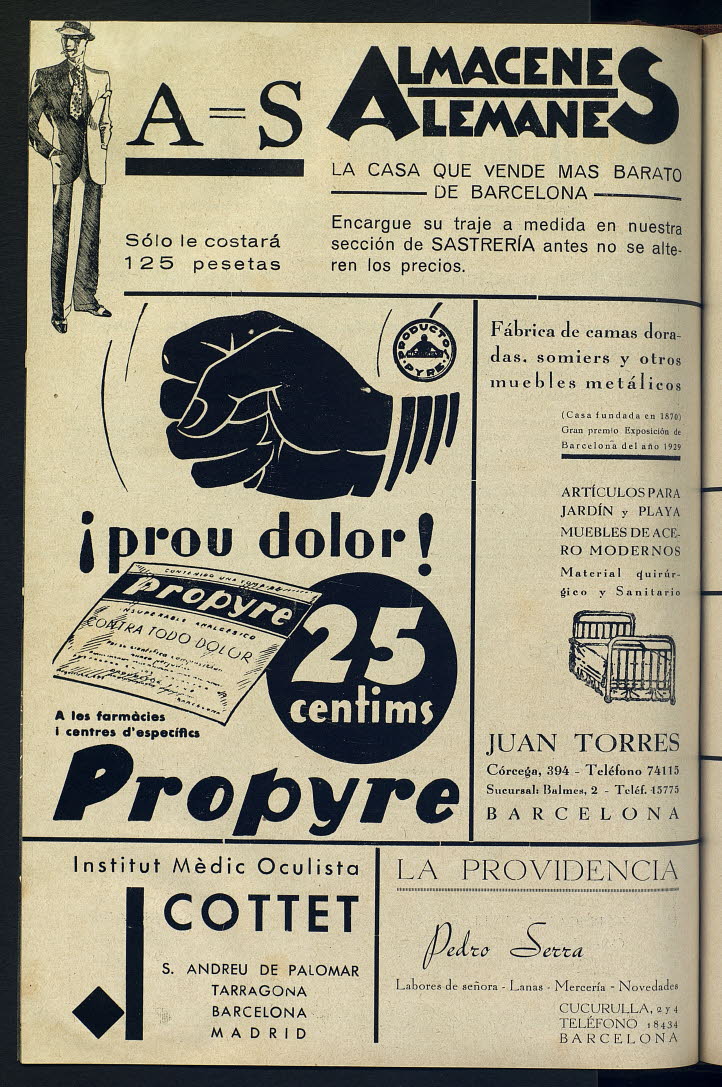 A=S
ALMACENES
ALEMANES
LA CASA QUE VENDE MAS BARATO
DE BARCELONA
Sólo le costará
125 pesetas
Encargue su traje a medida en nuestra
sección de SASTRERÍA antes no se alte-
ren los precios.
PRODUCTO
PYRE
¡prou dolor!
CONTENIDO UNA
Propyre
INSUPERABLE ANALGESICO
CONTRA TODO DOLOR
BARCELONA
25
centims
A les farmàcies
i centres d'específics
Propyre
Fábrica de camas dora-
das. somiers y otros
muebles metálicos
(Casa fundada en 1870)
Gran premio Exposición de
Barcelona del año 1929
ARTÍCULOS PARA
JARDÍN y PLAYA
MUEBLES DE ACE-
RO MODERNOS
Material quirúr-
gico y Sanitario
JUAN TORRES
Córcega, 394 - Teléfono 74115
Sucursal: Balmes, 2 - Teléf. 15775
BARCELONA
Institut Mèdic Oculista
COTTET
S. ANDREU DE PALOMAR
TARRAGONA
BARCELONA
MADRID
LA PROVIDENCIA
Pedro Serra
Labores de señora - Lanas - Mercería - Novedades
CUCURULLA, 2 y 4
TELÉFONO 18434
BARCELONA